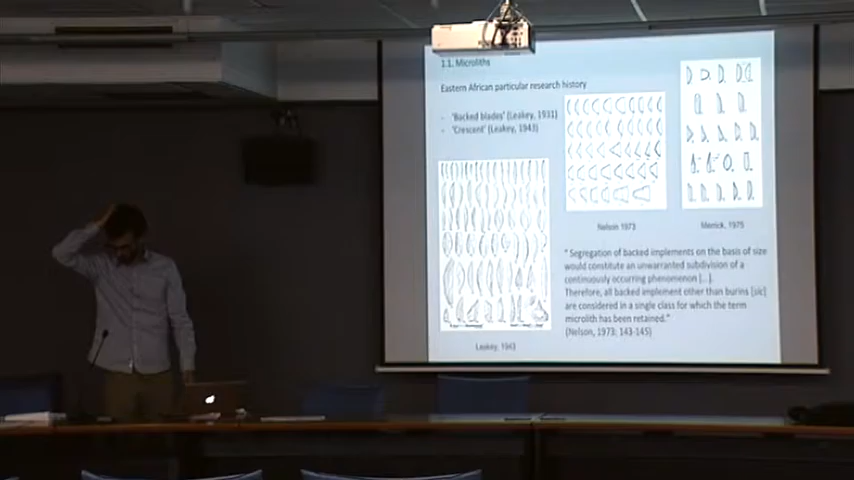 1.1. Microliths
Eastern African particular research history
- 'Backed blades' (Leakey, 1931)
- 'Crescent' (Leakey, 1943)
Nelson 1973
Merrick, 1975
Leakey, 1943
"Segregation of backed implements on the basis of size
would constitute an unwarranted subdivision of a
continuously occurring phenomenon [...].
Therefore, all backed implement other than burins [sic]
are considered in a single class for which the term
microlith has been retained."
(Nelson, 1973: 143-145)